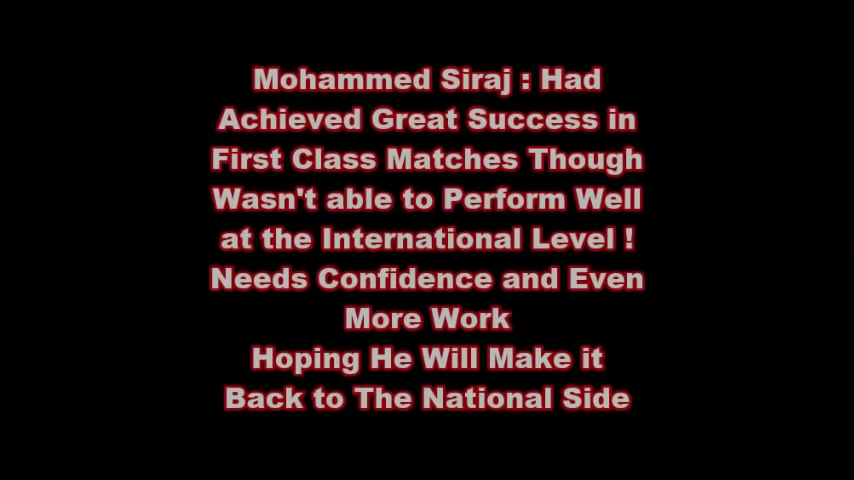 Mohammed Siraj : Had
Achieved Great Success in
First Class Matches Though
Wasn't able to Perform Well
at the International Level !
Needs Confidence and Even
More Work
Hoping He Will Make it
Back to The National Side